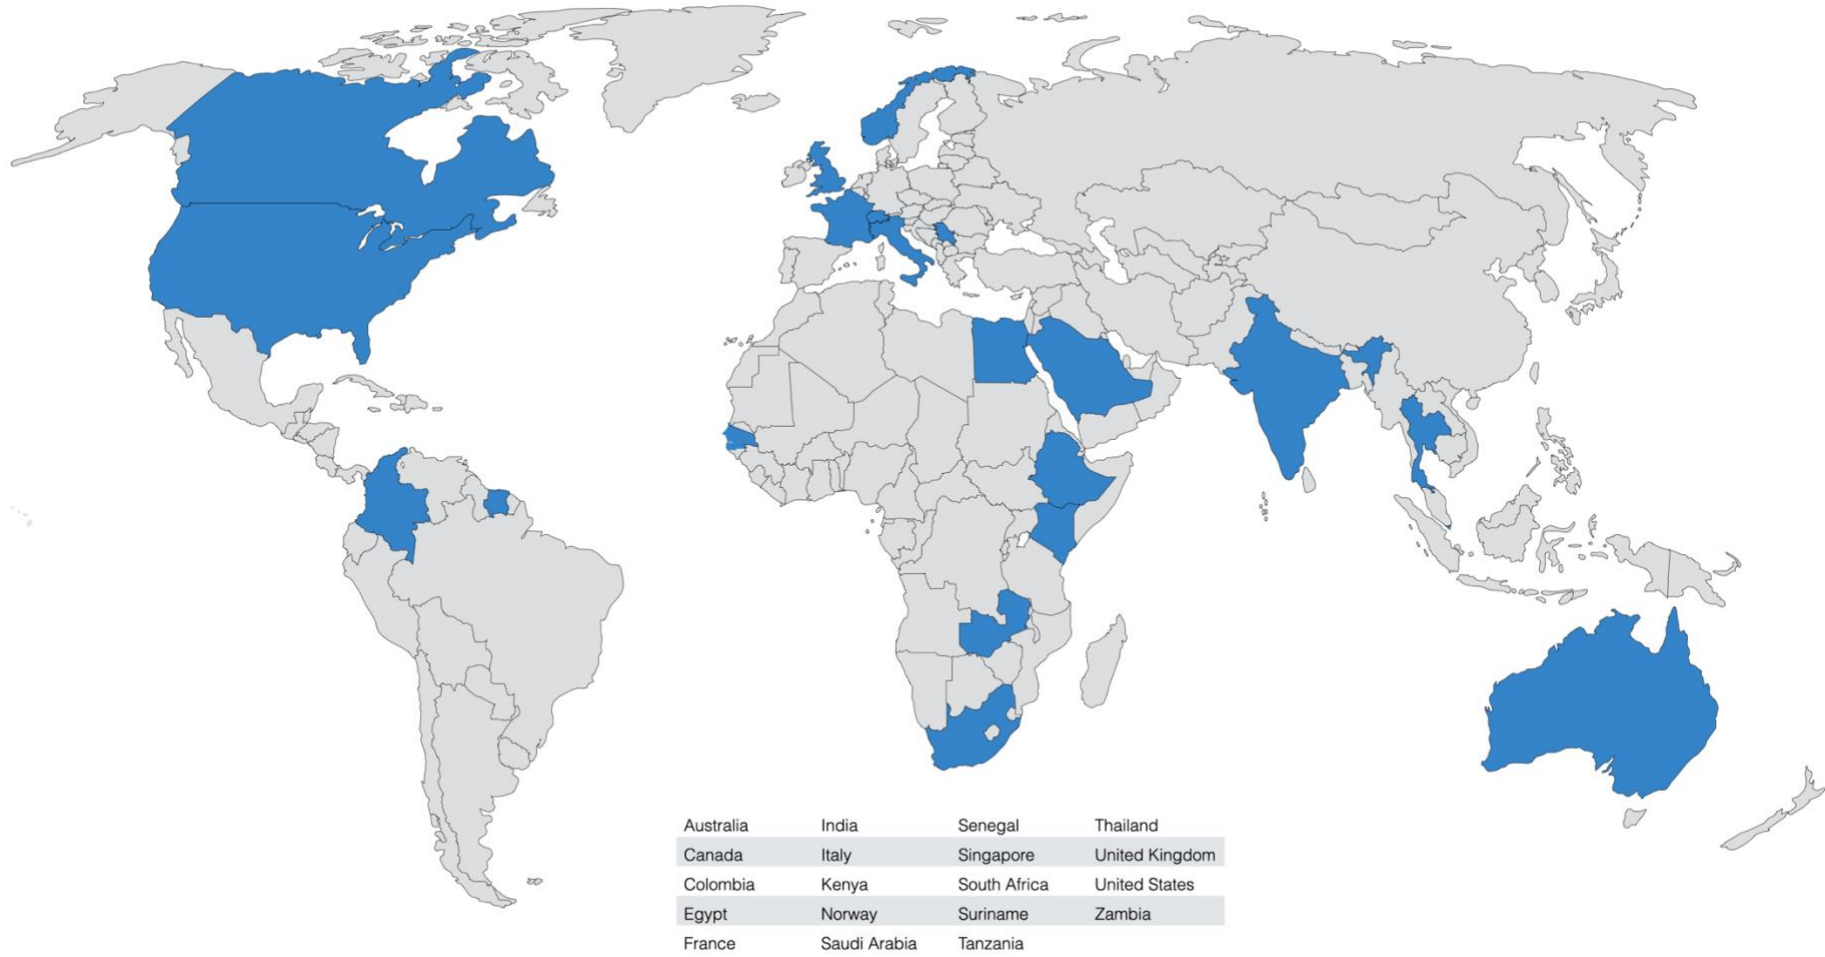 Australia India Senegal Thailand
Canada Italy Singapore United Kingdom
Colombia Kenya South Africa United States
Egypt Norway Suriname Zambia
France Saudi Arabia Tanzania